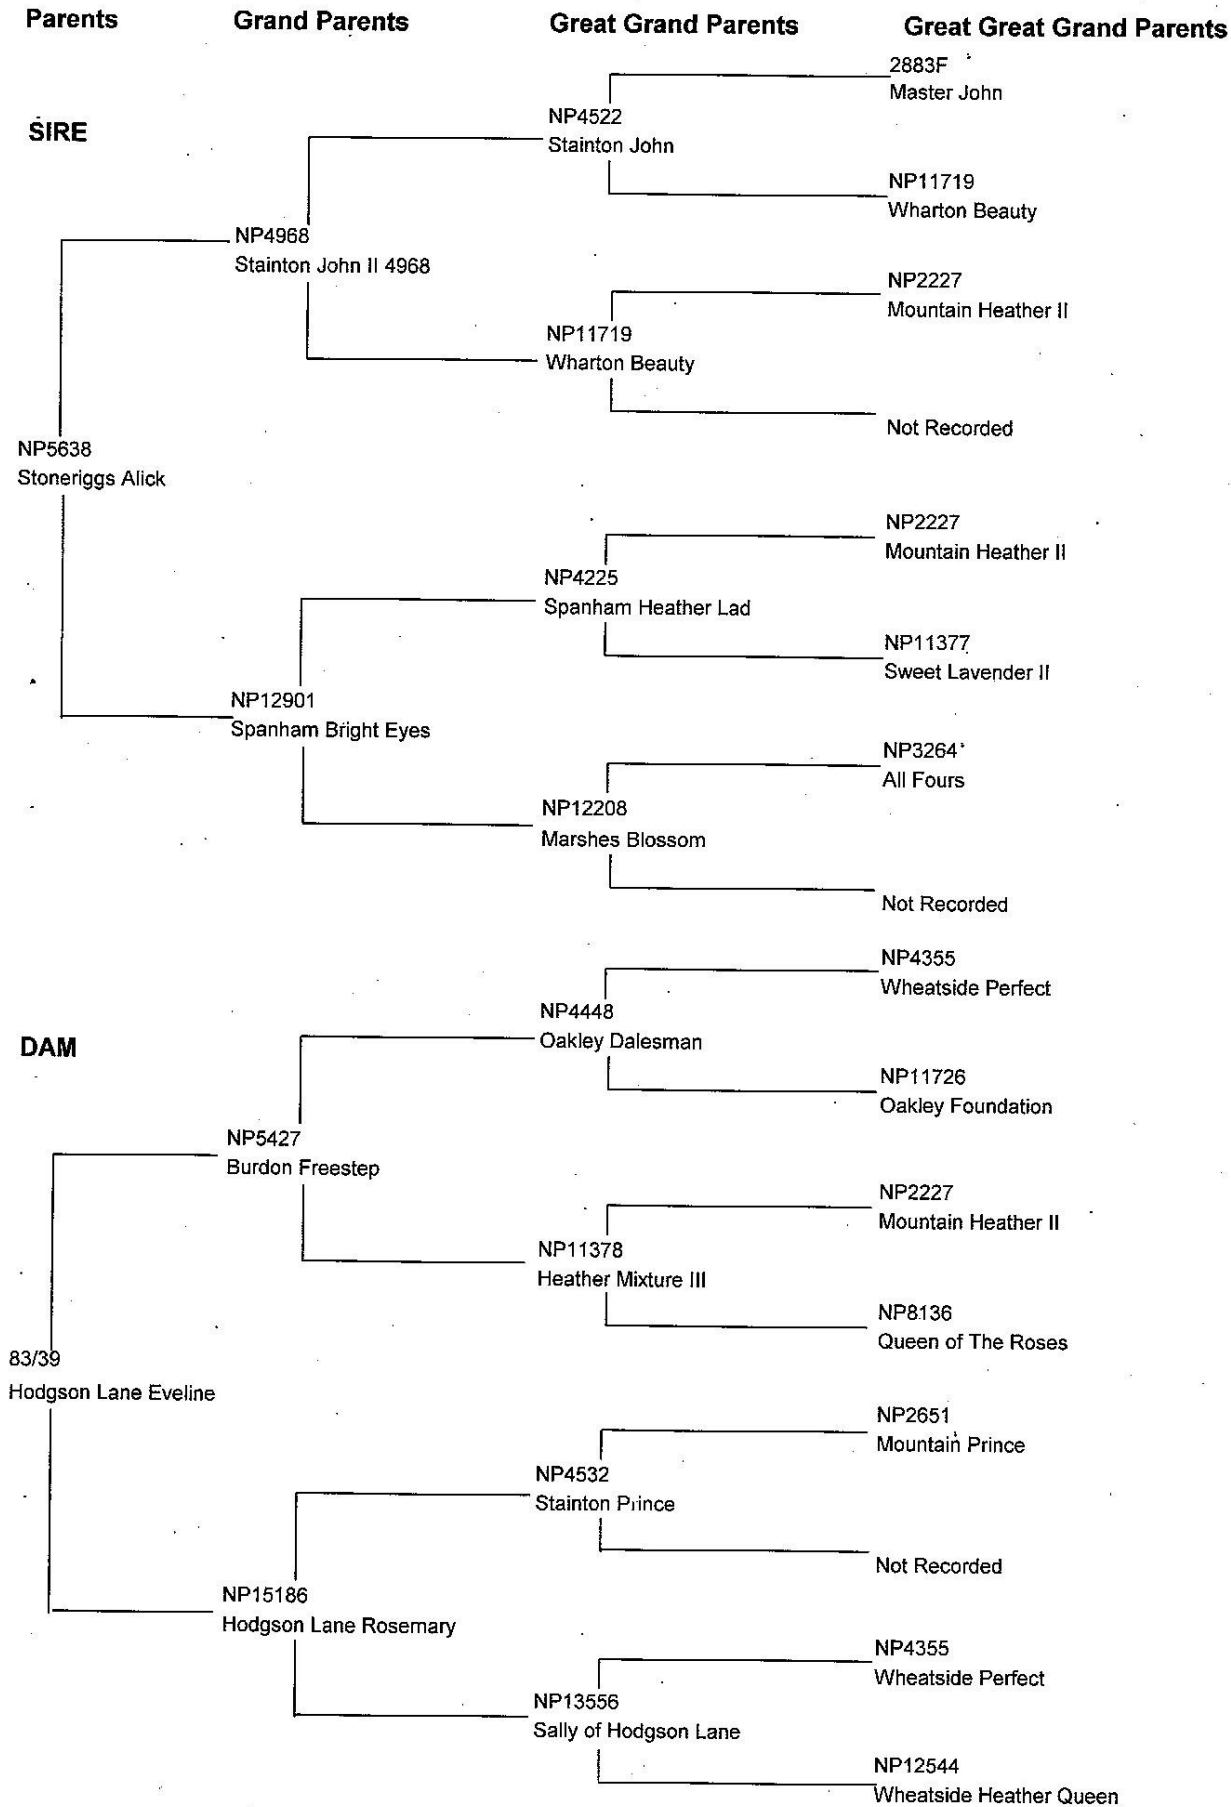 Parents Grand Parents Great Grand Parents Great Great Grand Parents
2883F
Master John
SIRE
NP4522
Stainton John
NP11719
Wharton Beauty
NP4968
Stainton John II 4968
NP2227
Mountain Heather II
NP11719
Wharton Beauty
Not Recorded
NP5638
Stoneriggs Alick
NP2227
Mountain Heather II
NP4225
Spanham Heather Lad
NP11377
Sweet Lavender II
NP12901
Spanham Bright Eyes
NP3264
All Fours
NP12208
Marshes Blossom
Not Recorded
NP4355
Wheatside Perfect
DAM
NP4448
Oakley Dalesman
NP11726
Oakley Foundation
NP5427
Burdon Freestep
NP2227
Mountain Heather II
NP11378
Heather Mixture III
NP8136
Queen of The Roses
83/39
Hodgson Lane Eveline
NP2651
Mountain Prince
NP4532
Stainton Prince
Not Recorded
NP15186
Hodgson Lane Rosemary
NP4355
Wheatside Perfect
NP13556
Sally of Hodgson Lane
NP12544
Wheatside Heather Queen